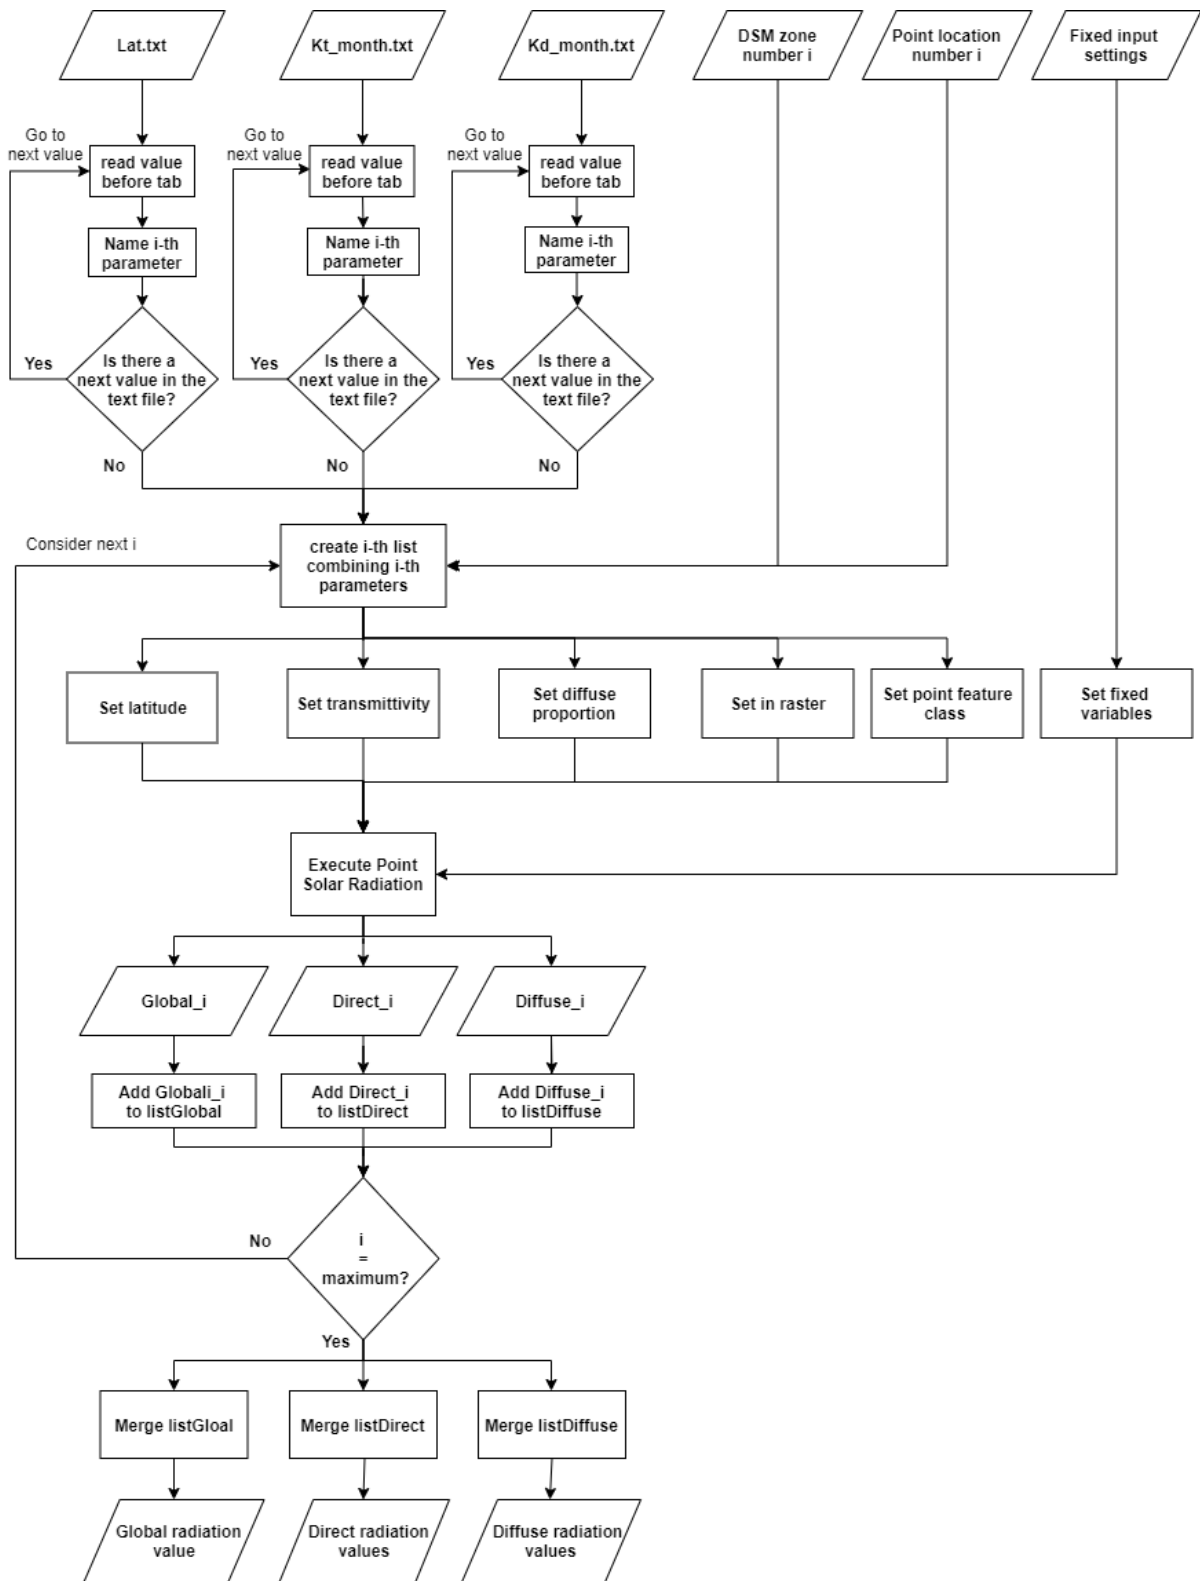 Lat.txt
Kt_month.txt
Kd_month.txt
DSM zone
number i
Point location
number i
Fixed input
settings
Go to
next value
Go to
next value
Go to
next value
read value
before tab
read value
before tab
read value
before tab
Name i-th
parameter
Name i-th
parameter
Name i-th
parameter
Yes
Is there a
next value in the
text file?
Yes
Is there a
next value in the
text file?
Yes
Is there a
next value in the
text file?
No
No
No
Consider next i
create i-th list
combining i-th
parameters
Set latitude
Set transmittivity
Set diffuse
proportion
Set in raster
Set point feature
class
Set fixed
variables
Execute Point
Solar Radiation
Global_i
Direct_i
Diffuse_i
Add Globali_i
to listGlobal
Add Direct_i
to listDirect
Add Diffuse_i
to listDiffuse
No
i
=
maximum?
Yes
Merge listGloal
Merge listDirect
Merge listDiffuse
Global radiation
value
Direct radiation
values
Diffuse radiation
values